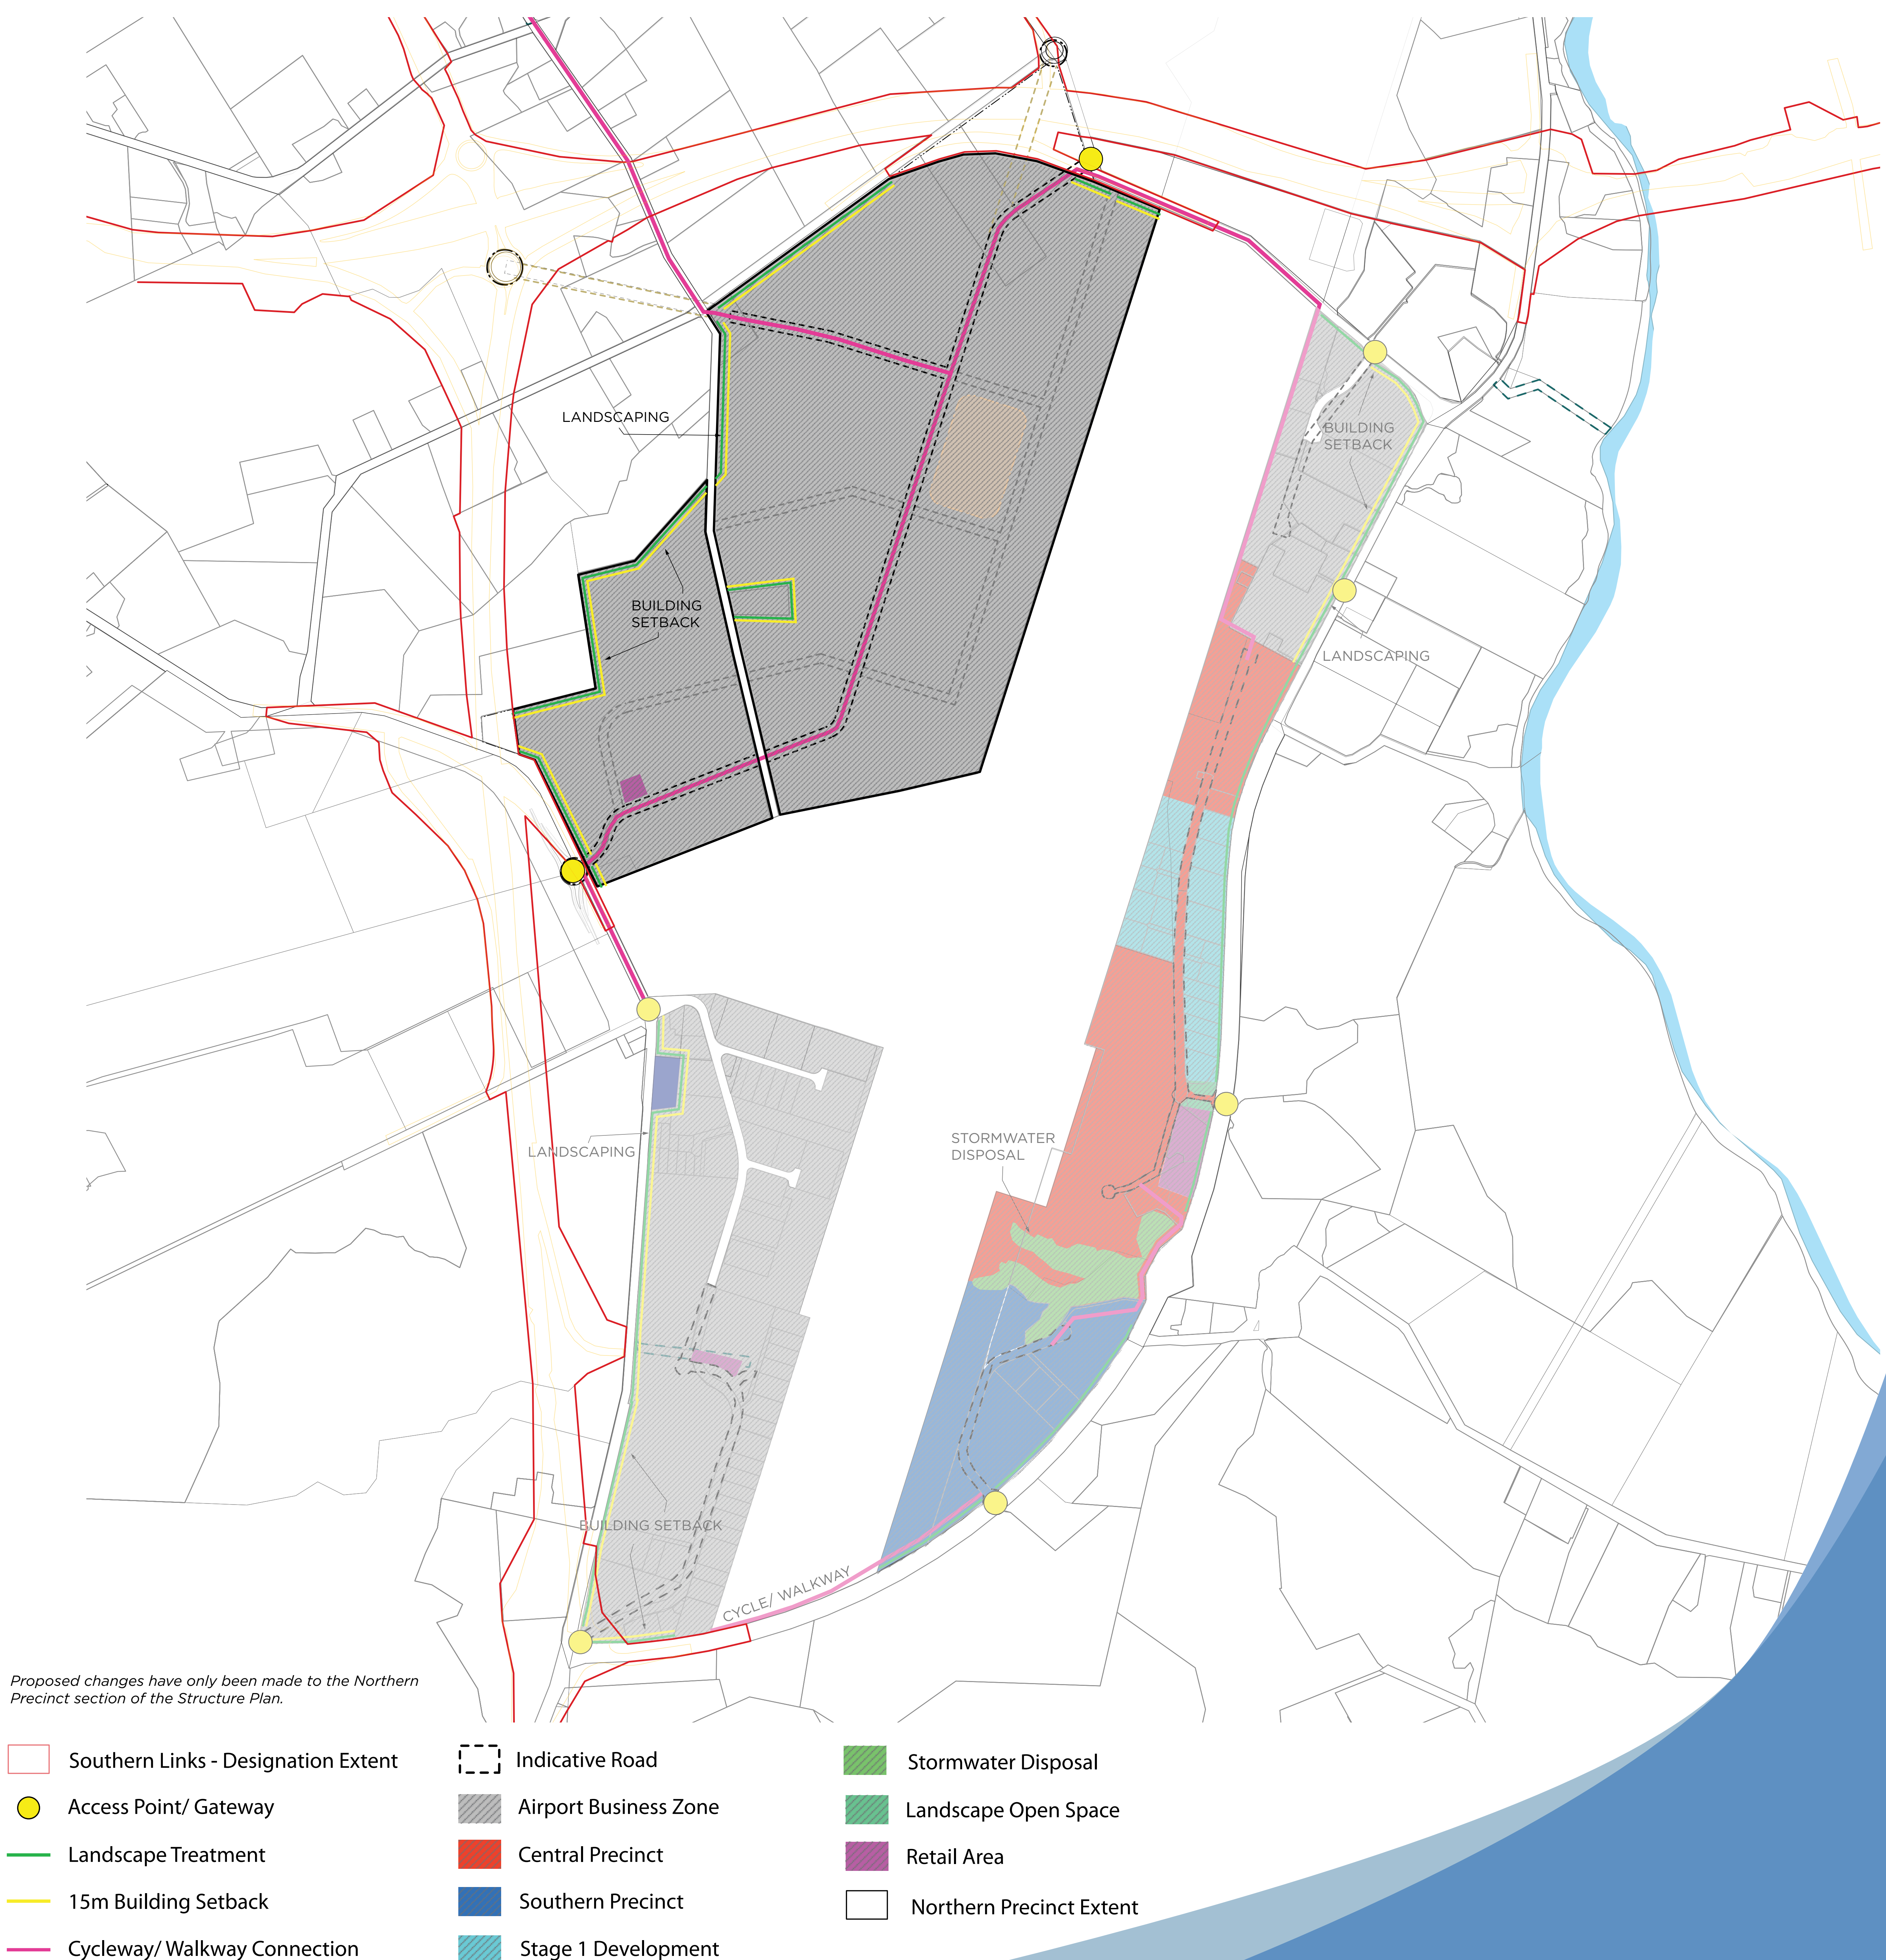 LANDSCAPING
BUILDING
SETBACK
BUILDING
SETBACK
LANDSCAPING
STORMWATER
DISPOSAL
LANDSCAPING
BUILDING SETBACK
CYCLE/ WALKWAY
Proposed changes have only been made to the Northern
Precinct section of the Structure Plan.
Southern Links - Designation Extent
Access Point/ Gateway
Landscape Treatment
15m Building Setback
Cycleway/ Walkway Connection
Indicative Road
Airport Business Zone
Central Precinct
Southern Precinct
Stage 1 Development
Stormwater Disposal
Landscape Open Space
Retail Area
Northern Precinct Extent